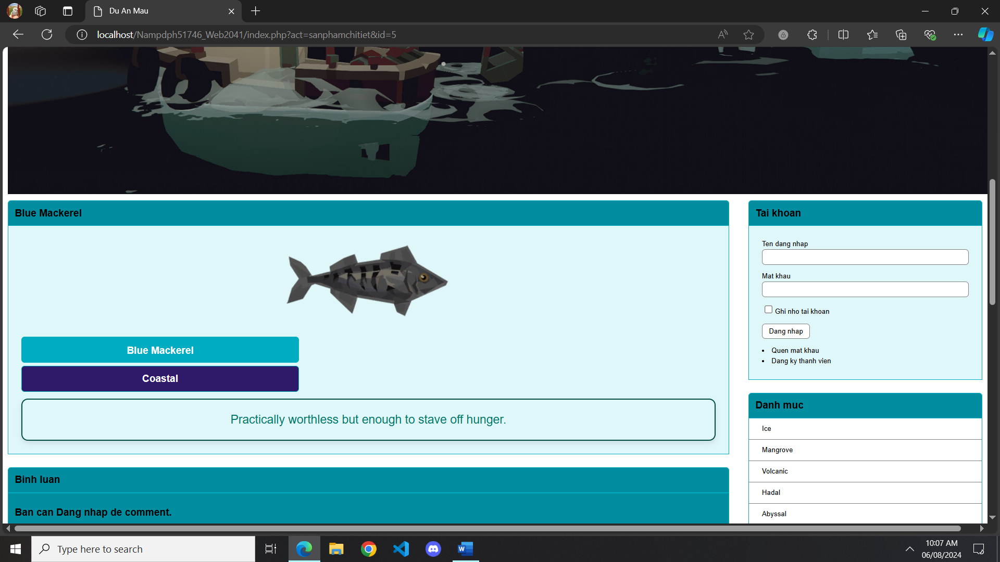 Du An Mau
localhost/Nampdph51746_Web2041/index.php?act=sanphamchitiet&id=5
Blue Mackerel
Blue Mackerel
Coastal
Practically worthless but enough to stave off hunger.
Binh luan
Ban can Dang nhap de comment.
Tai khoan
Ten dang nhap
Mat khau
Ghi nho tai khoan
Dang nhap
Quen mat khau
Dang ky thanh vien
Danh muc
Ice
Mangrove
Volcanic
Hadal
Abyssal
Type here to search
10:07 AM
06/08/2024